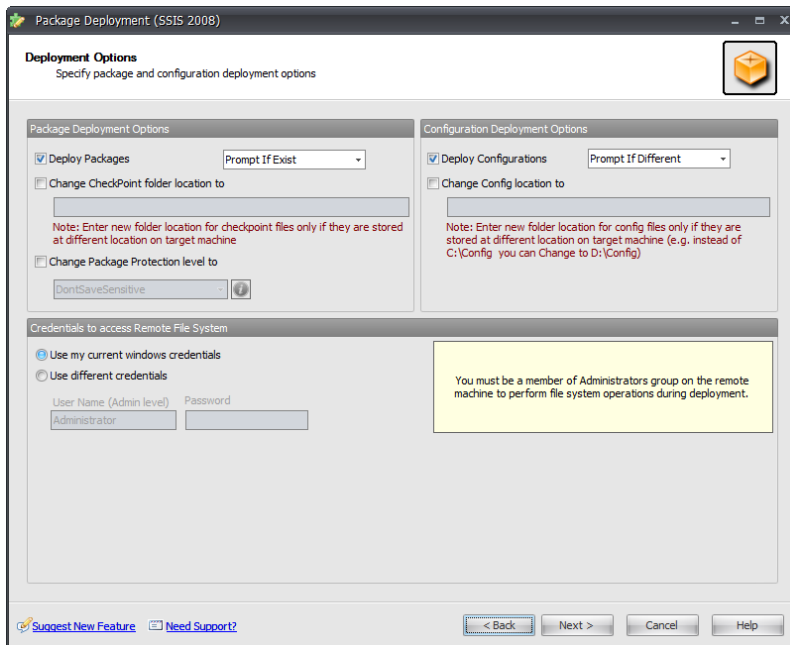 Package Deployment (SSIS 2008)
Deployment Options
Specify package and configuration deployment options
Package Deployment Options
Deploy Packages
Prompt If Exist
Change CheckPoint folder location to
Note: Enter new folder location for checkpoint files only if they are stored
at different location on target machine
Change Package Protection level to
DontSaveSensitive
Configuration Deployment Options
Deploy Configurations
Prompt If Different
Change Config location to
Note: Enter new folder location for config files only if they are
stored at different location on target machine (e.g. instead of
C:\Config you can Change to D:\Config)
Credentials to access Remote File System
Use my current windows credentials
Use different credentials
User Name (Admin level)
Password
Administrator
You must be a member of Administrators group on the remote
machine to perform file system operations during deployment.
Suggest New Feature
Need Support?
< Back
Next >
Cancel
Help